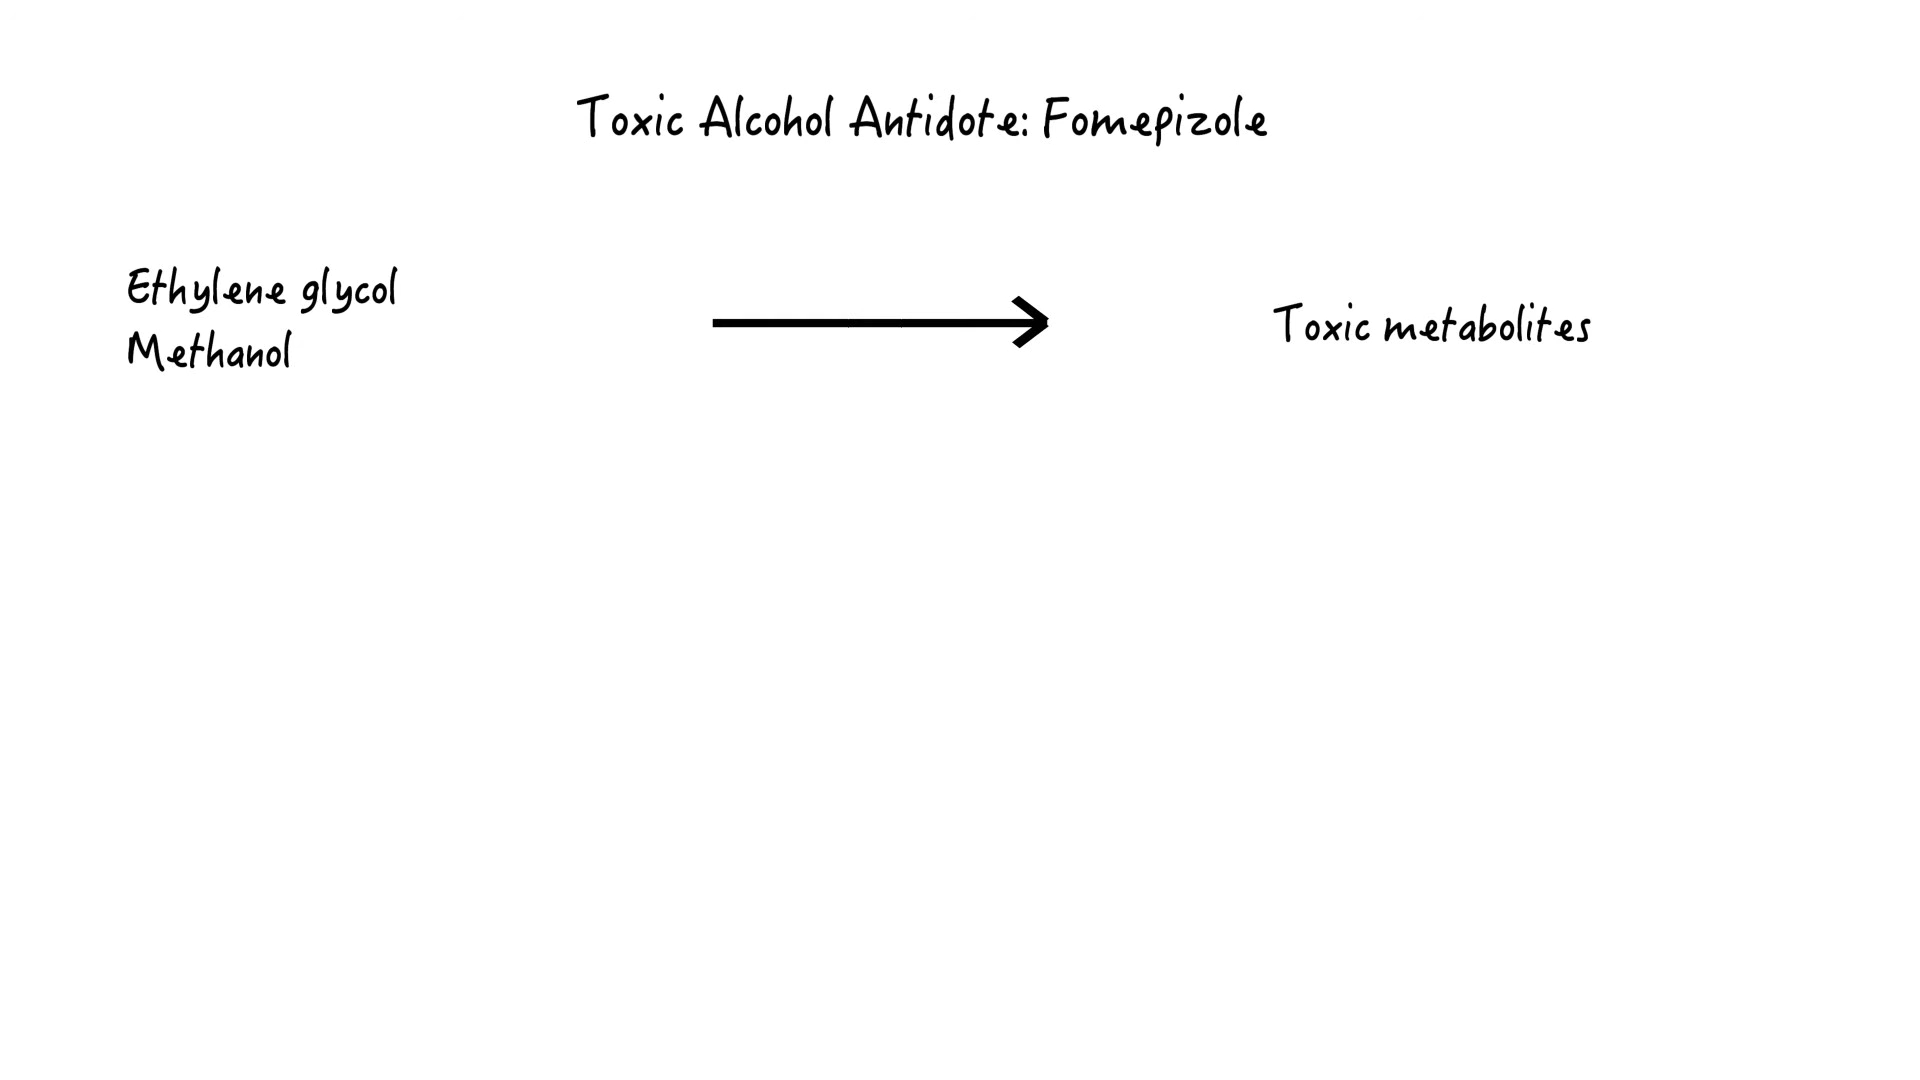 Toxic Alcohol Antidote: Fomepizole
Ethylene glycol
Methanol
Toxic metabolites